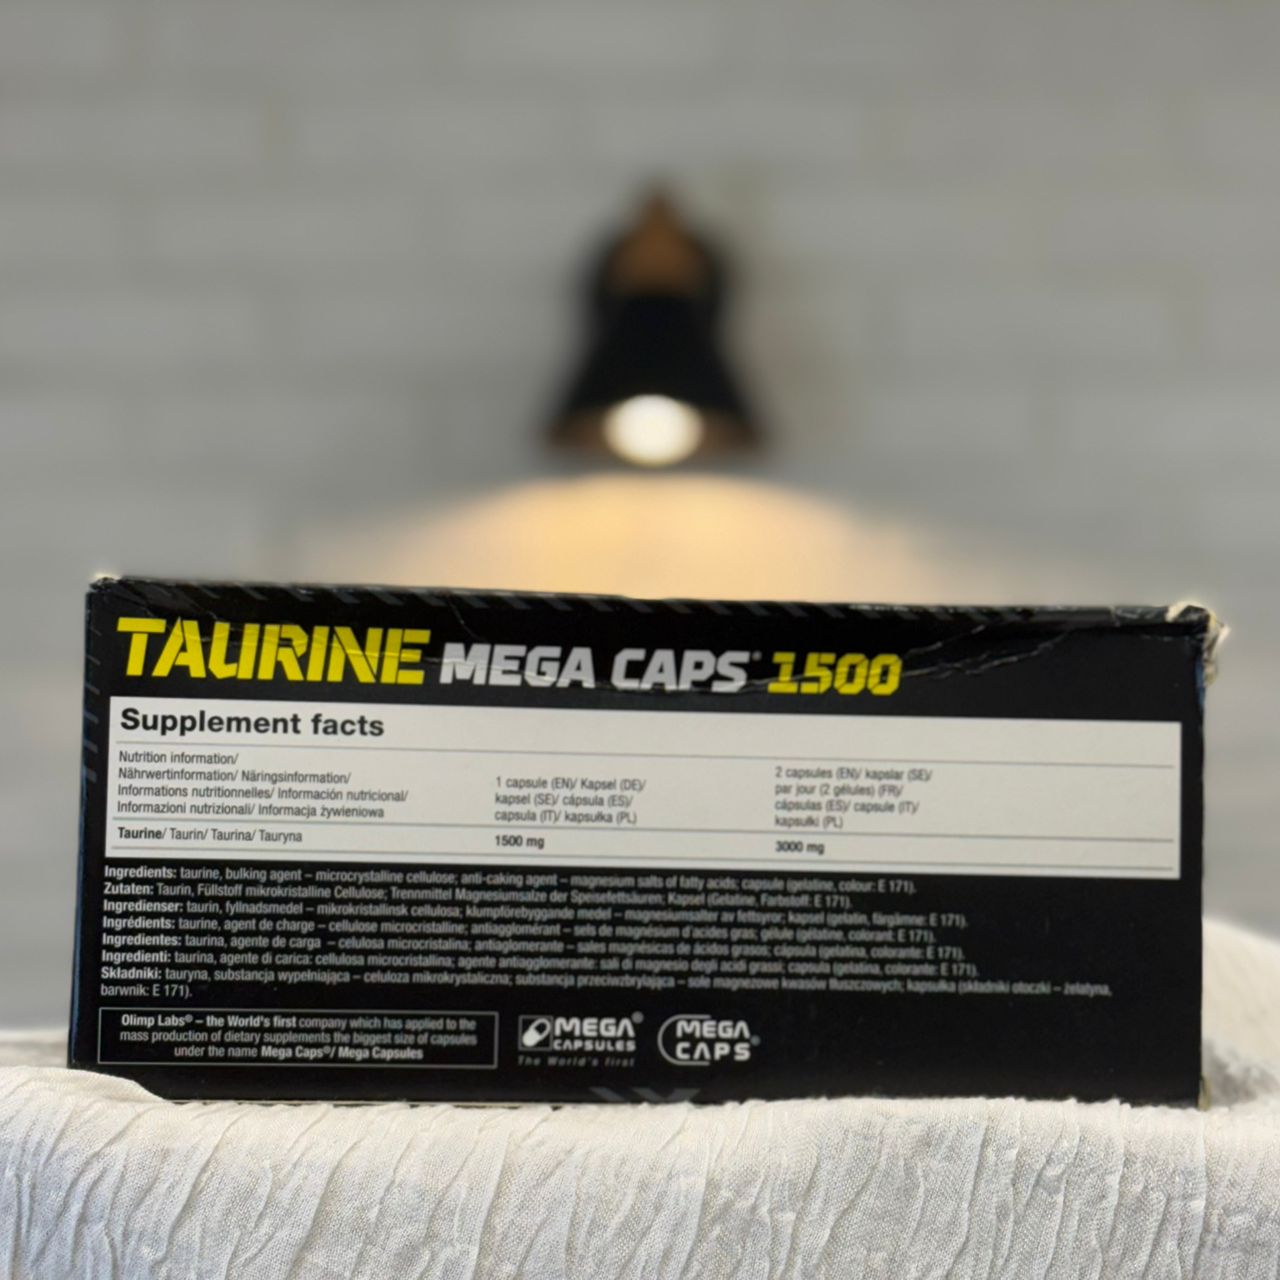 TAURINE MEGA CAPS® 1500
Supplement facts
Nutrition information/
Nährwertinformation/ Näringsinformation/
Informations nutritionnelles/ Información nutricional/
Informazioni nutrizionali/ Informacja żywieniowa
1 capsule (EN)/ Kapsel (DE)/
kapsel (SE)/ cápsula (ES)/
capsula (IT)/ kapsułka (PL)
2 capsules (EN)/ kapslar (SE)/
par jour (2 gélules) (FR)/
cápsulas (ES)/ capsule (IT)/
kapsułki (PL)
Taurine/ Taurin/ Taurina/ Tauryna
1500 mg
3000 mg
Ingredients: taurine, bulking agent – microcrystalline cellulose; anti-caking agent – magnesium salts of fatty acids; capsule (gelatine, colour: E 171).
Zutaten: Taurin, Füllstoff mikrokristalline Cellulose; Trennmittel Magnesiumsalze der Speisefettsäuren; Kapsel (Gelatine, Farbstoff: E 171).
Ingredienser: taurin, fyllnadsmedel – mikrokristallinsk cellulosa; klumpförebyggande medel – magnesiumsalter av fettsyror; kapsel (gelatin, färgämne: E 171).
Ingrédients: taurine, agent de charge – cellulose microcristalline; antiagglomérant – sels de magnésium d'acides gras; gélule (gélatine, colorant: E 171).
Ingredientes: taurina, agente de carga – celulosa microcristalina; antiaglomerante – sales magnésicas de ácidos grasos; cápsula (gelatina, colorante: E 171).
Ingredienti: taurina, agente di carica: cellulosa microcristallina; agente antiagglomerante: sali di magnesio degli acidi grassi; capsula (gelatina, colorante: E 171).
Składniki: tauryna, substancja wypełniająca – celuloza mikrokrystaliczna; substancja przeciwzbrylająca – sole magnezowe kwasów tłuszczowych; kapsułka (składniki otoczki – żelatyna,
barwnik: E 171).
Olimp Labs® – the World's first company which has applied to the
mass production of dietary supplements the biggest size of capsules
under the name Mega Caps®/ Mega Capsules
MEGA®
CAPSULES
The World's first
MEGA
CAPS®